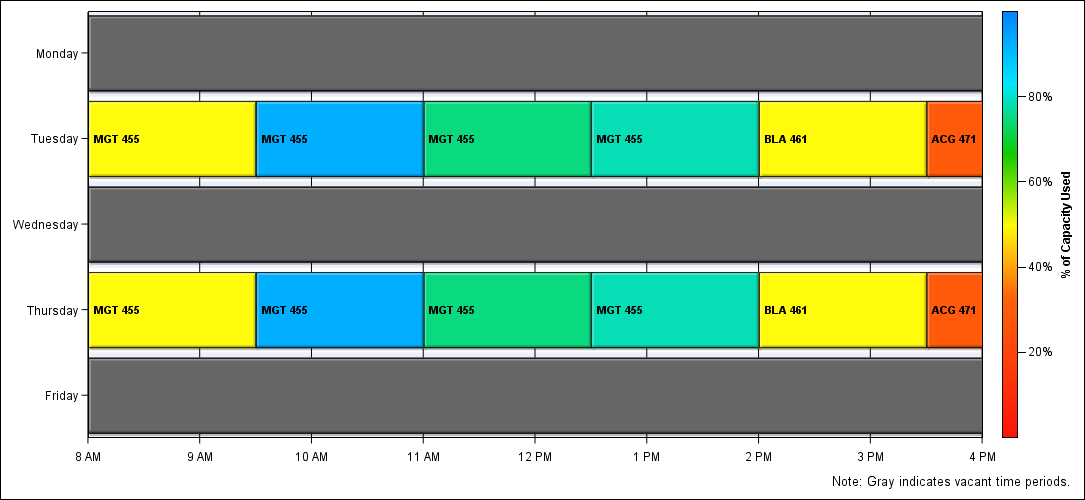 Monday
Tuesday
MGT 455
MGT 455
MGT 455
MGT 455
BLA 461
ACG 471
Wednesday
Thursday
MGT 455
MGT 455
MGT 455
MGT 455
BLA 461
ACG 471
Friday
8 AM
9 AM
10 AM
11 AM
12 PM
1 PM
2 PM
3 PM
4 PM
80%
60%
40%
20%
% of Capacity Used
Note: Gray indicates vacant time periods.